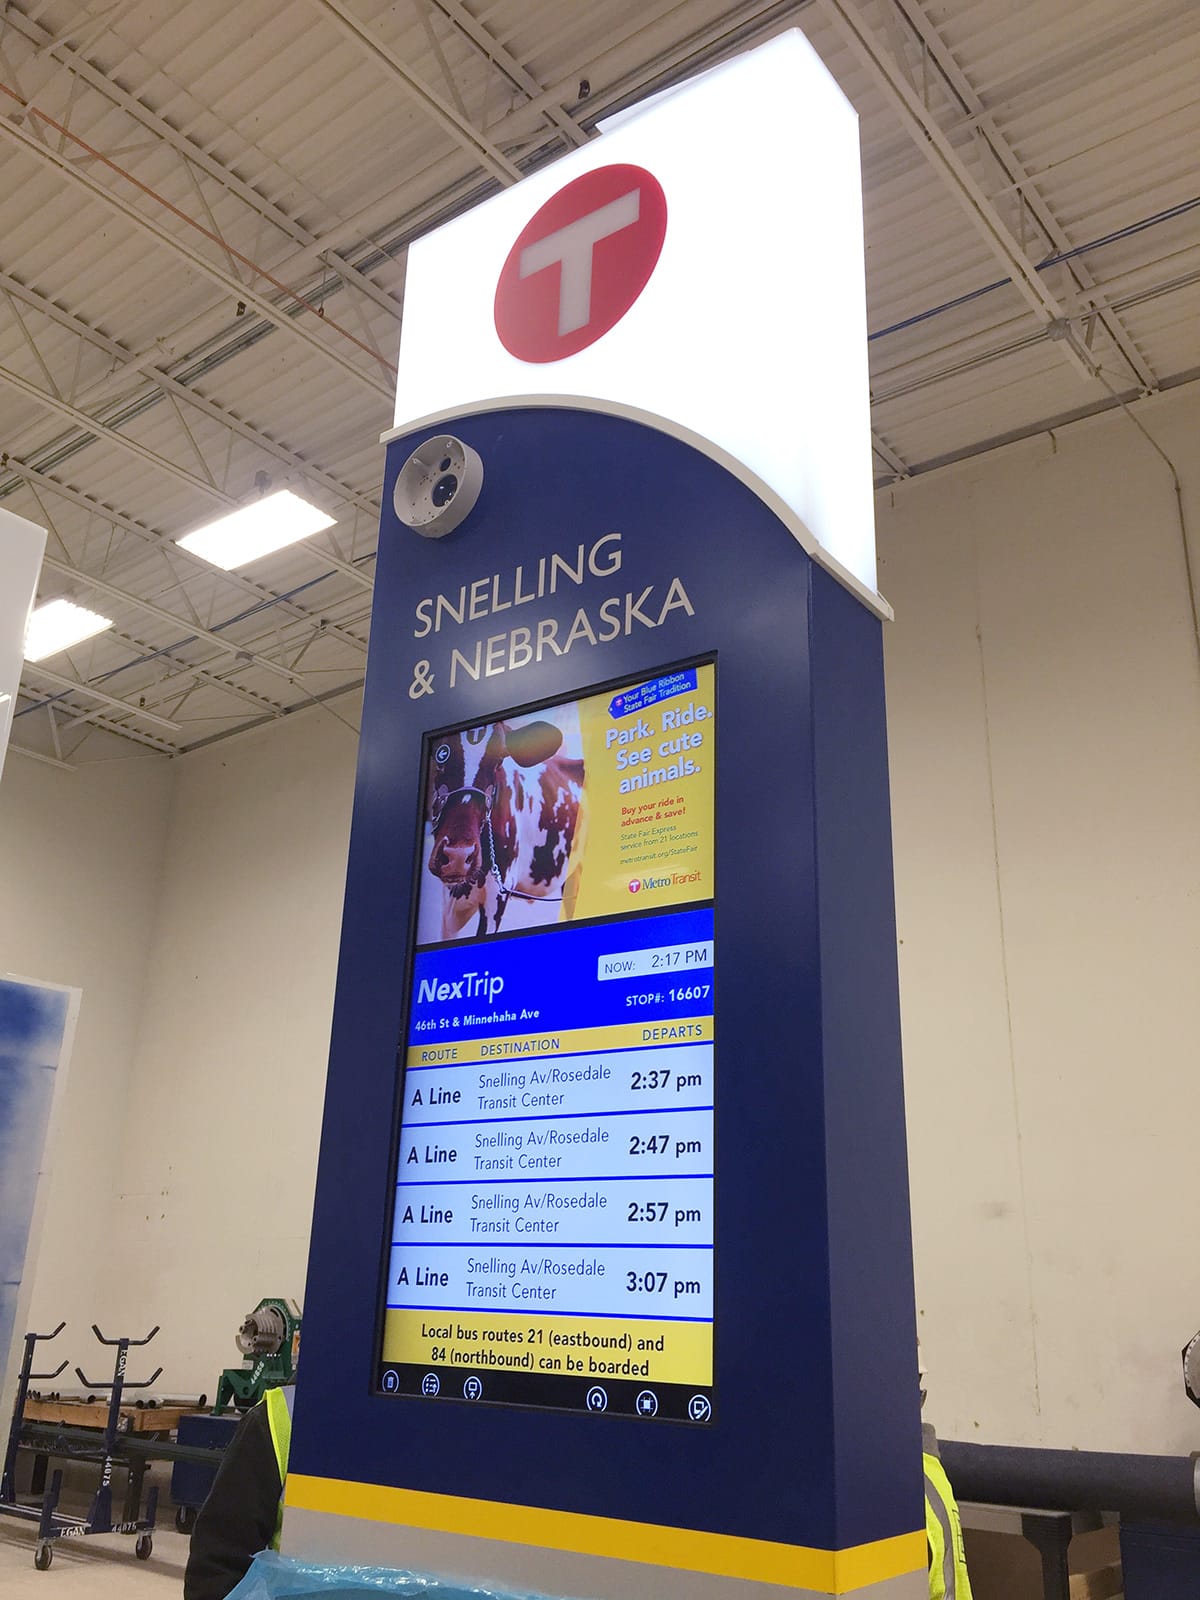 T
SNELLING
& NEBRASKA
Your Blue Ribbon
State Fair Tradition
Park. Ride.
See cute
animals.
Buy your ride in
advance & save!
State Fair Express
service from 21 locations
metrotransit.org/StateFair
T MetroTransit
T
NexTrip
NOW: 2:17 PM
46th St & Minnehaha Ave
STOP#: 16607
ROUTE DESTINATION DEPARTS
A Line Snelling Av/Rosedale
Transit Center 2:37 pm
A Line Snelling Av/Rosedale
Transit Center 2:47 pm
A Line Snelling Av/Rosedale
Transit Center 2:57 pm
A Line Snelling Av/Rosedale
Transit Center 3:07 pm
Local bus routes 21 (eastbound) and
84 (northbound) can be boarded
EGAN
44075
EGAN
44075